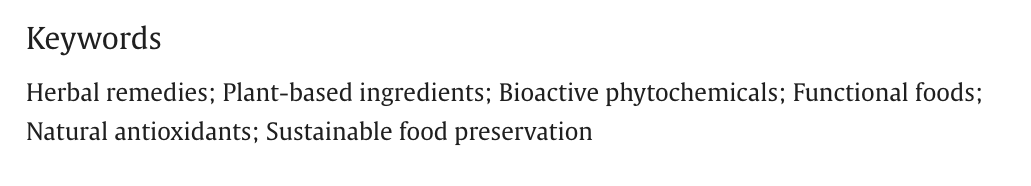 Keywords
Herbal remedies; Plant-based ingredients; Bioactive phytochemicals; Functional foods;
Natural antioxidants; Sustainable food preservation